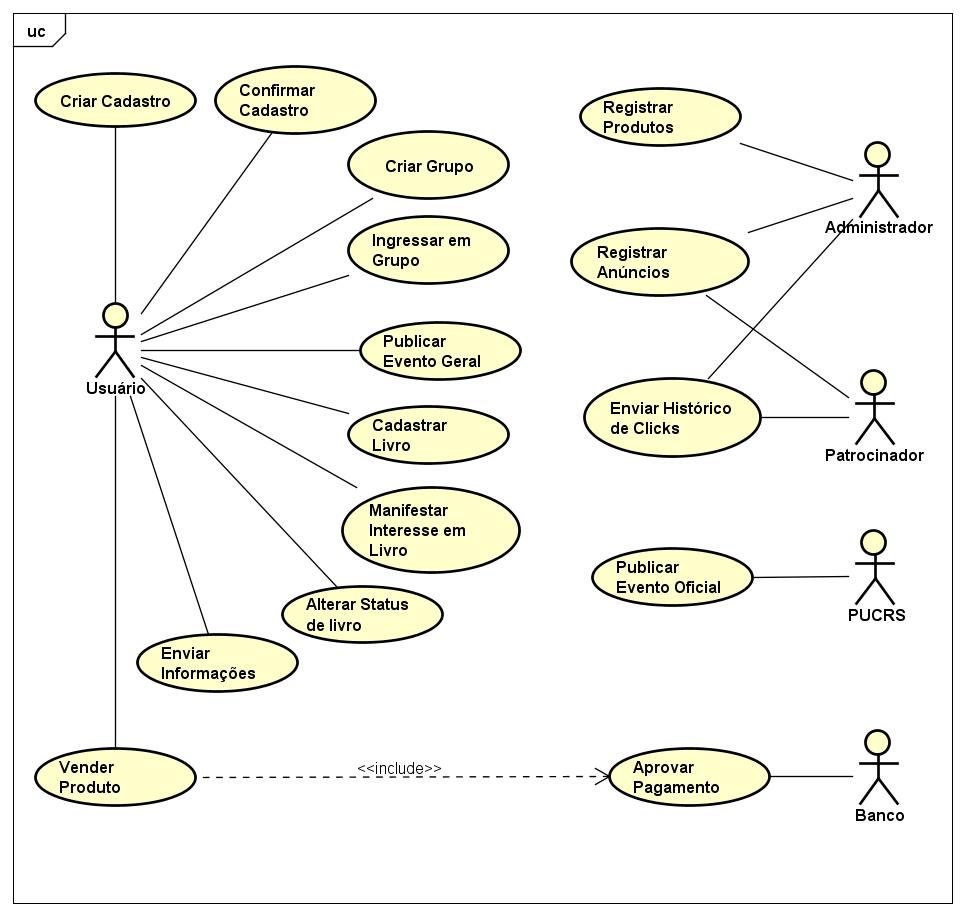 uc
Criar Cadastro
Confirmar
Cadastro
Registrar
Produtos
Criar Grupo
Administrador
Ingressar em
Grupo
Registrar
Anúncios
Usuário
Publicar
Evento Geral
Enviar Histórico
de Clicks
Patrocinador
Cadastrar
Livro
Manifestar
Interesse em
Livro
Publicar
Evento Oficial
PUCRS
Alterar Status
de livro
Enviar
Informações
Vender
Produto
<<include>>
Aprovar
Pagamento
Banco